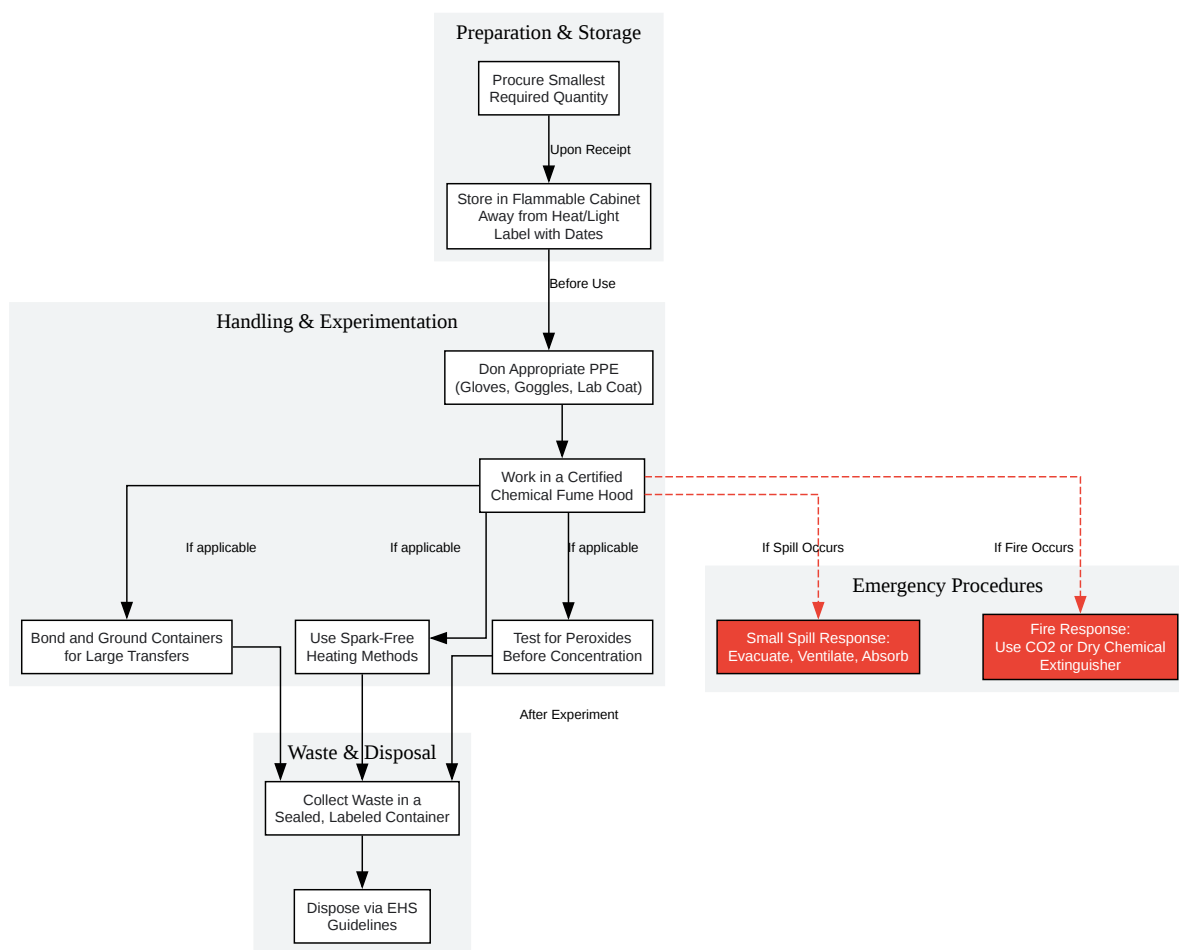 Preparation & Storage
Procure Smallest
Required Quantity
Upon Receipt
Store in Flammable Cabinet
Away from Heat/Light
Label with Dates
Before Use
Handling & Experimentation
Don Appropriate PPE
(Gloves, Goggles, Lab Coat)
Work in a Certified
Chemical Fume Hood
If applicable
If applicable
If applicable
If Spill Occurs
If Fire Occurs
Emergency Procedures
Bond and Ground Containers
for Large Transfers
Use Spark-Free
Heating Methods
Test for Peroxides
Before Concentration
Small Spill Response:
Evacuate, Ventilate, Absorb
Fire Response:
Use CO2 or Dry Chemical
Extinguisher
After Experiment
Waste & Disposal
Collect Waste in a
Sealed, Labeled Container
Dispose via EHS
Guidelines